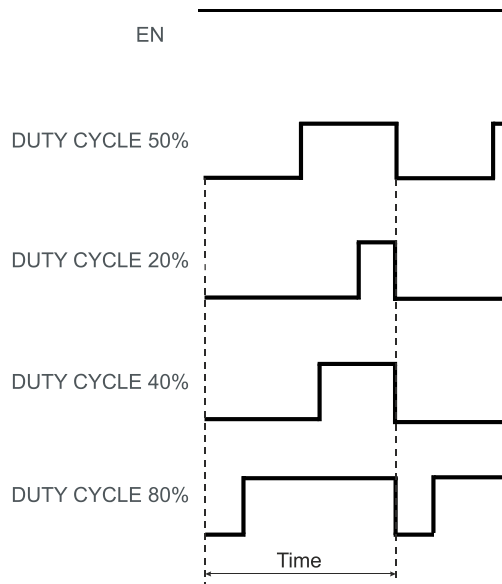 EN
DUTY CYCLE 50%
DUTY CYCLE 20%
DUTY CYCLE 40%
DUTY CYCLE 80%
Time